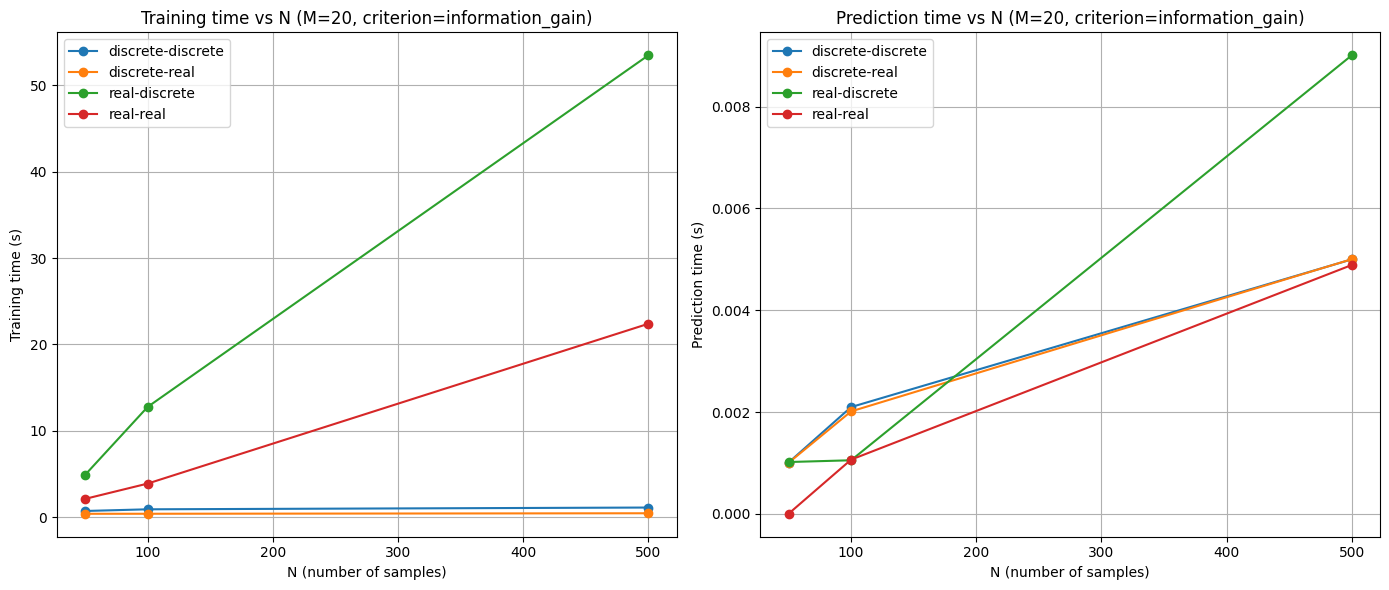 Training time vs N (M=20, criterion=information_gain)
discrete-discrete
discrete-real
real-discrete
real-real
50
40
30
20
10
0
Training time (s)
100
200
300
400
500
N (number of samples)
Prediction time vs N (M=20, criterion=information_gain)
discrete-discrete
discrete-real
real-discrete
real-real
0.008
0.006
0.004
0.002
0.000
Prediction time (s)
100
200
300
400
500
N (number of samples)